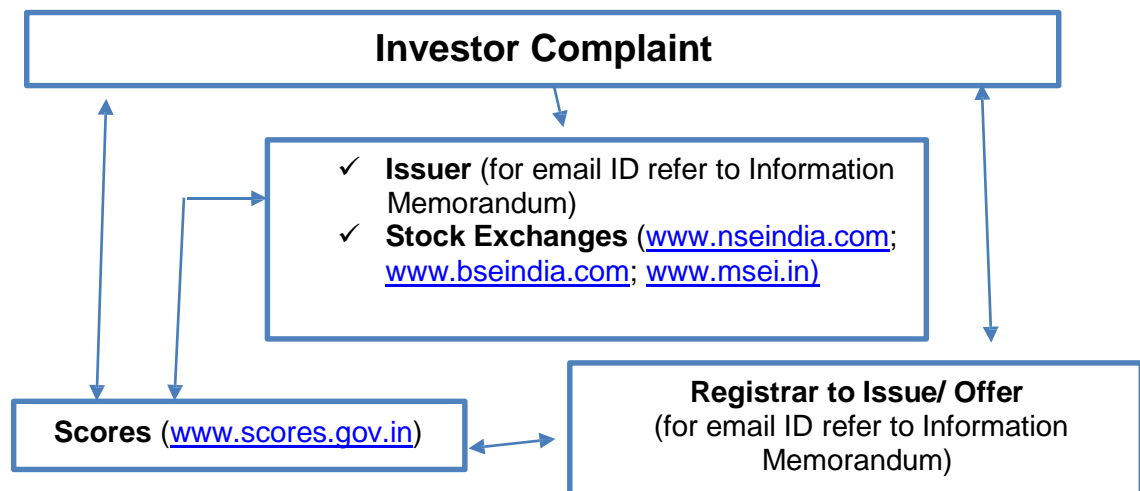 Investor Complaint
✓ Issuer (for email ID refer to Information
Memorandum)
✓ Stock Exchanges (www.nseindia.com;
www.bseindia.com; www.msei.in)
Registrar to Issue/ Offer
(for email ID refer to Information
Memorandum)
Scores (www.scores.gov.in)